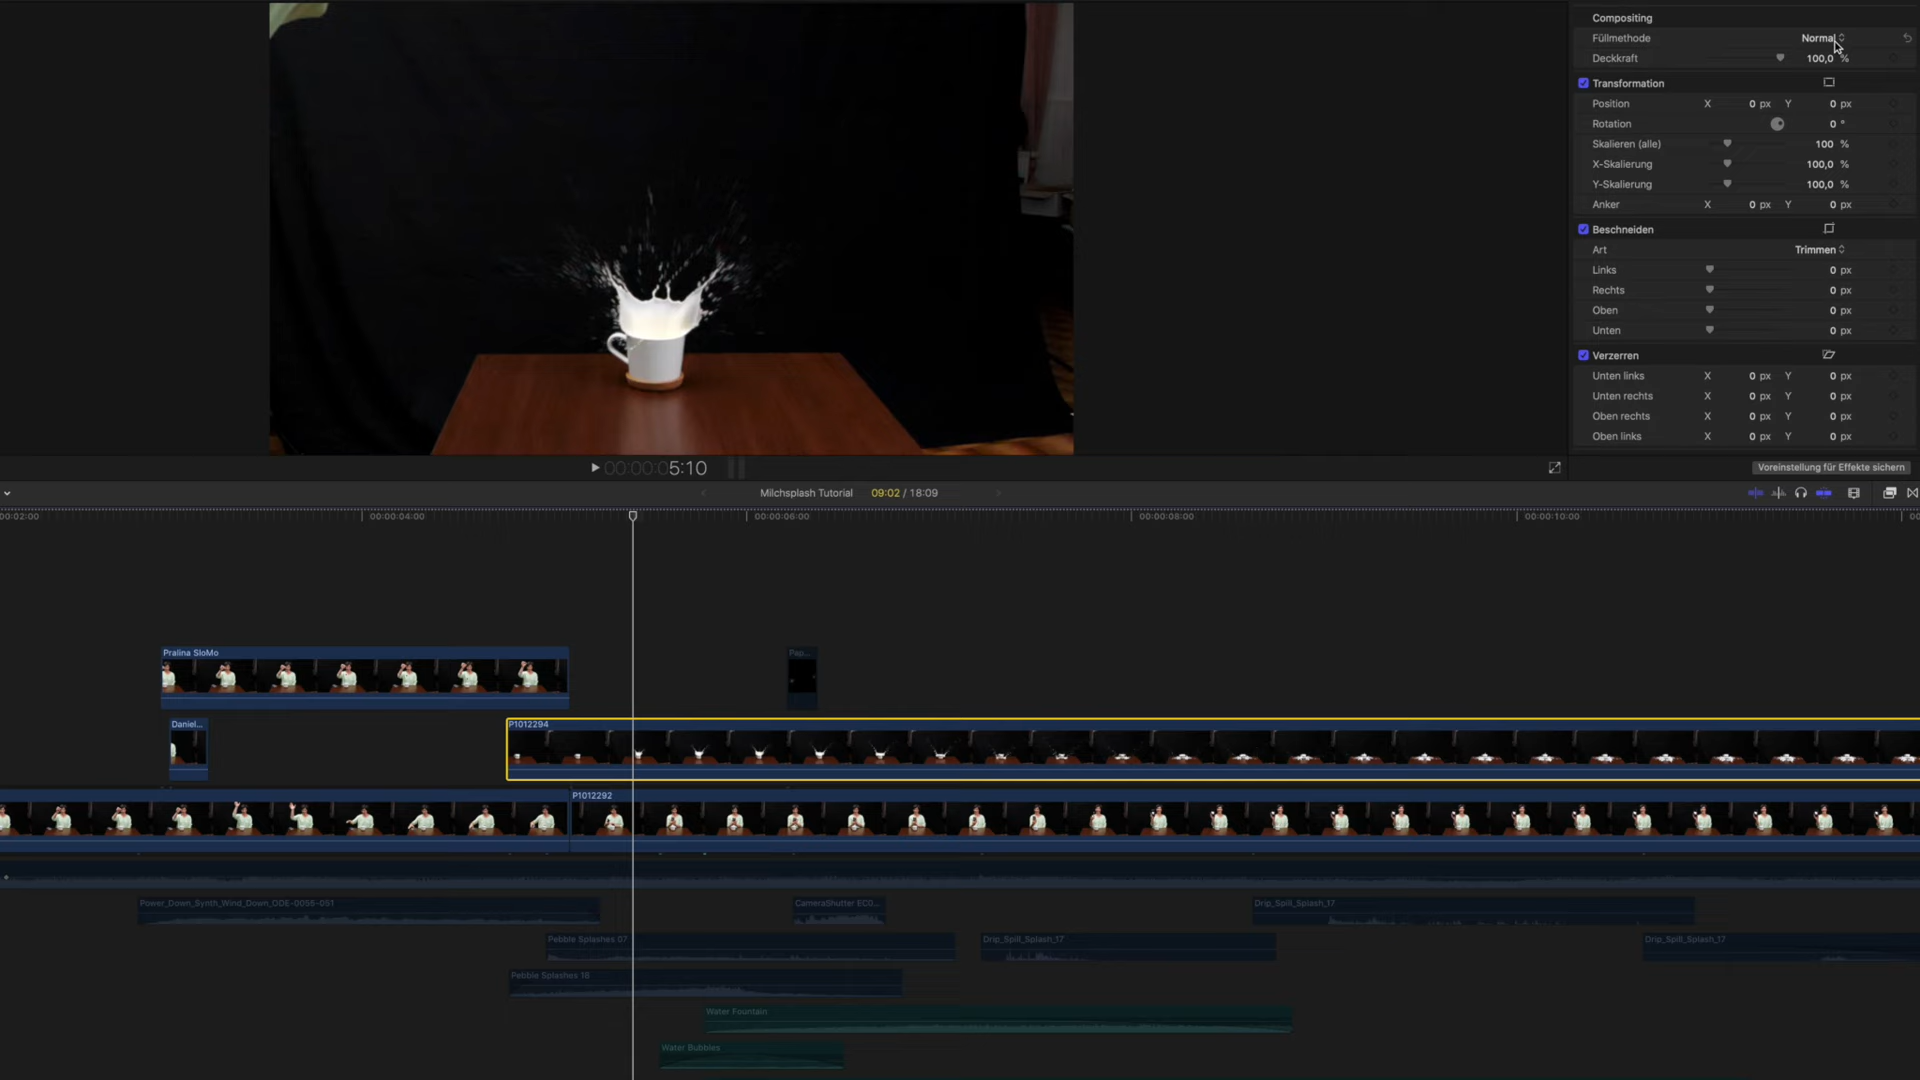 Compositing
Füllmethode Normal
Deckkraft 100,0 %
Transformation
Position X 0 px Y 0 px
Rotation 0 °
Skalieren (alle) 100 %
X-Skalierung 100,0 %
Y-Skalierung 100,0 %
Anker X 0 px Y 0 px
Beschneiden
Art Trimmen
Links 0 px
Rechts 0 px
Oben 0 px
Unten 0 px
Verzerren
Unten links X 0 px Y 0 px
Unten rechts X 0 px Y 0 px
Oben rechts X 0 px Y 0 px
Oben links X 0 px Y 0 px
00:00:05:10
Voreinstellung für Effekte sichern
Milchsplash Tutorial 09:02 / 18:09
00:02:00 00:00:04:00 00:00:06:00 00:00:08:00 00:00:10:00 00
Pralina SloMo
Pap...
Daniel...
P1012294
P1012292
Power_Down_Synth_Wind_Down_ODE-0056-051
CameraShutter EC0...
Drip_Spill_Splash_17
Pebble Splashes 07
Drip_Spill_Splash_17
Drip_Spill_Splash_17
Pebble Splashes 18
Water Fountain
Water Bubbles